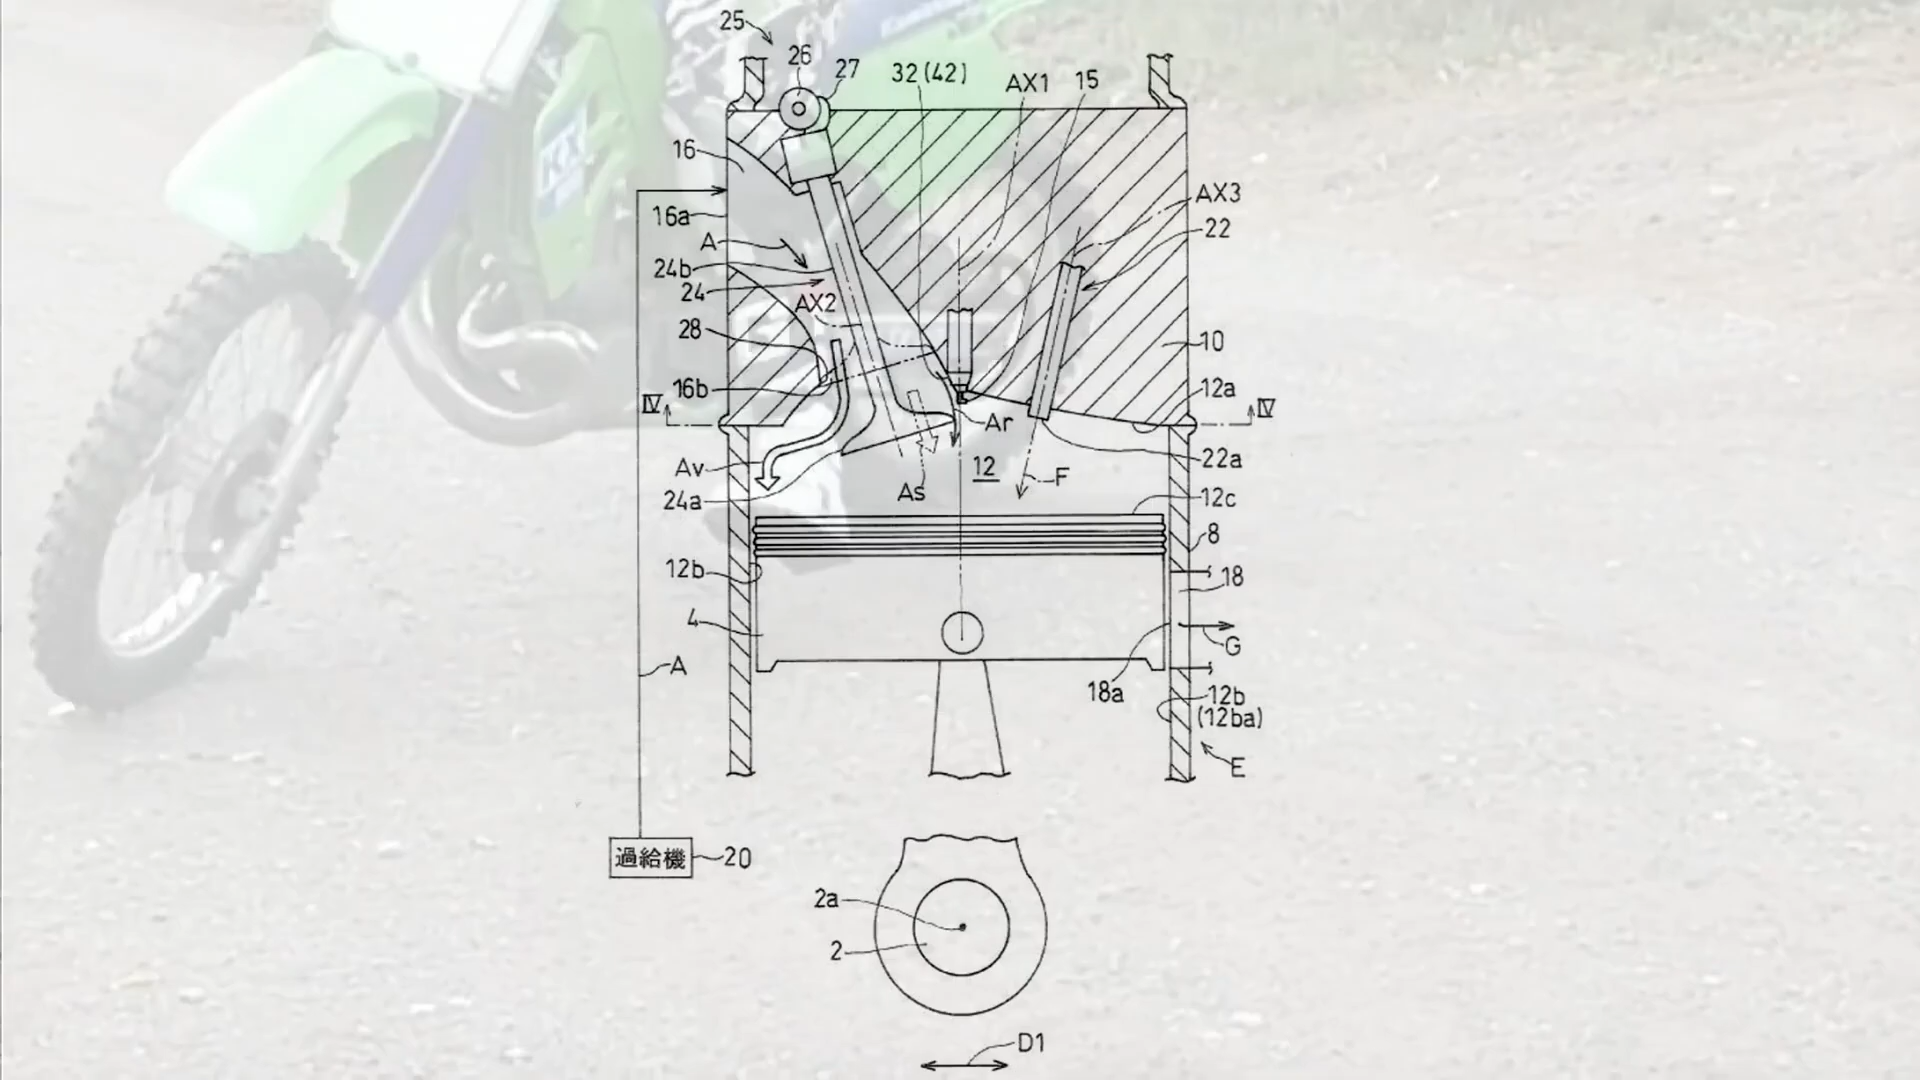 25
26
27
32(42)
AX1
15
16
AX3
16a
22
A
24b
24
AX2
28
10
16b
12a
IV
IV
Ar
Av
12
22a
F
As
24a
12c
8
12b
18
4
G
A
18a
12b
(12ba)
E
過給機
20
2a
2
D1
KX